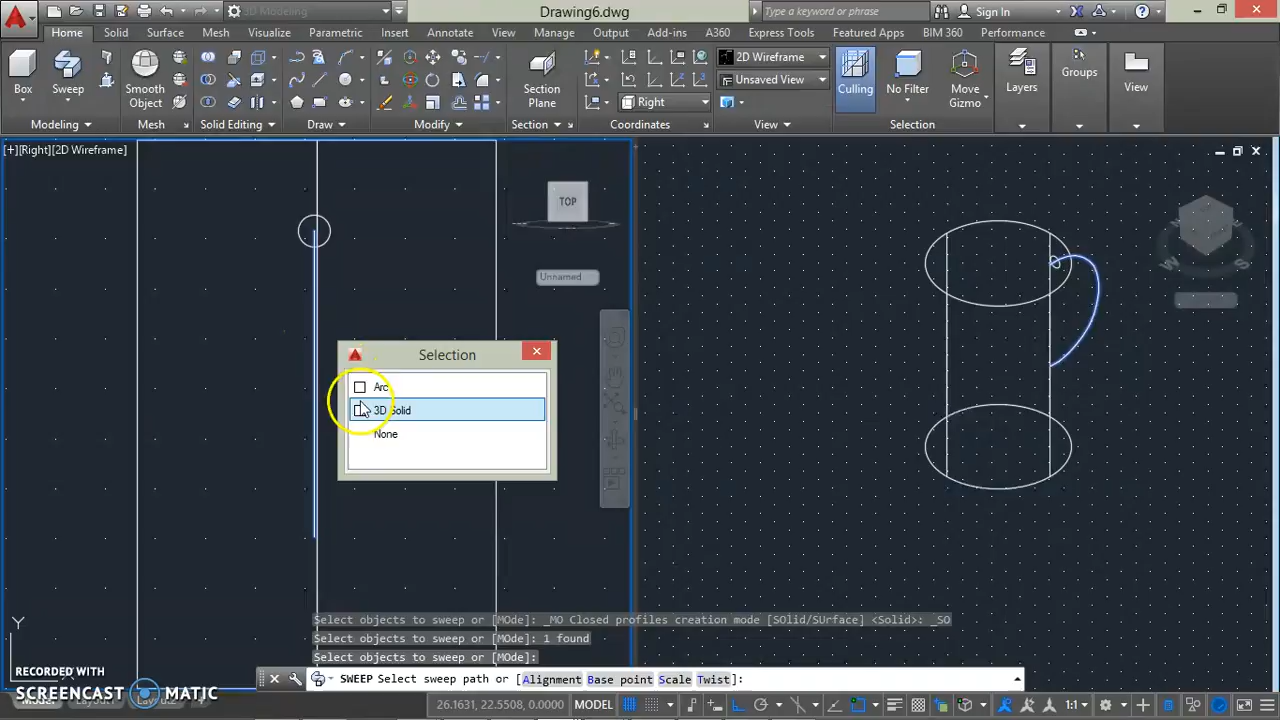 3D Modeling
Drawing6.dwg
Type a keyword or phrase
Sign In
Home Solid Surface Mesh Visualize Parametric Insert Annotate View Manage Output Add-ins A360 Express Tools Featured Apps BIM 360 Performance
Box
Sweep
Smooth
Object
Section
Plane
Right
2D Wireframe
Unsaved View
Culling
No Filter
Move
Gizmo
Layers
Groups
View
Modeling
Mesh
Solid Editing
Draw
Modify
Section
Coordinates
View
Selection
[+][Right][2D Wireframe]
TOP
Unnamed
W
S
Selection
Arc
3D Solid
None
Select objects to sweep or [MOde]: _MO Closed profiles creation mode [SOlid/SUrface] <Solid>: _SO
Select objects to sweep or [MOde]: 1 found
Select objects to sweep or [MOde]:
SWEEP Select sweep path or [Alignment Base point Scale Twist]:
Y
RECORDED WITH
SCREENCAST MATIC
26.1631, 22.5508, 0.0000
MODEL
1:1